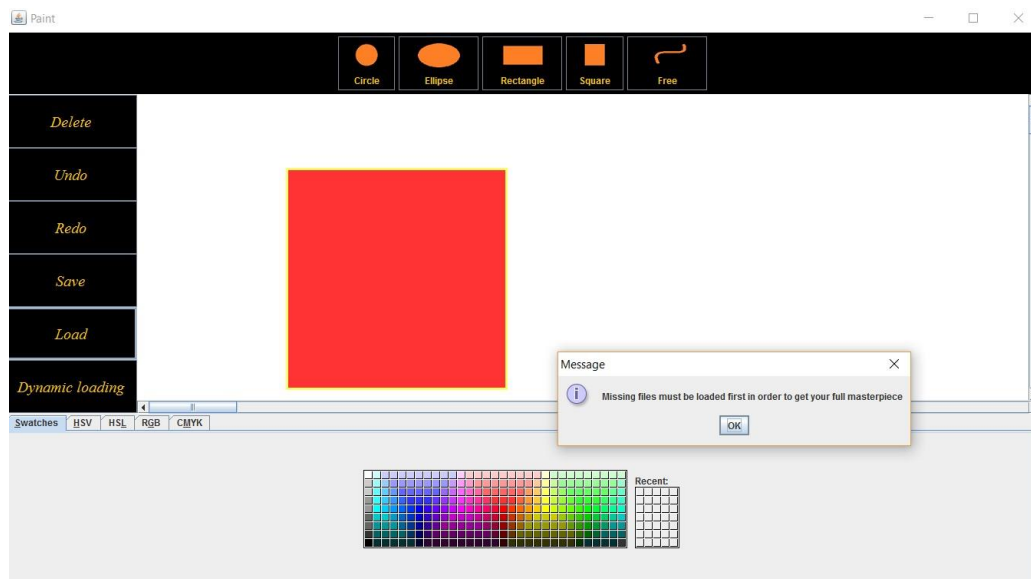 Paint
Circle
Ellipse
Rectangle
Square
Free
Delete
Undo
Redo
Save
Load
Dynamic loading
Message
i
Missing files must be loaded first in order to get your full masterpiece
OK
Swatches HSV HSL RGB CMYK
Recent: